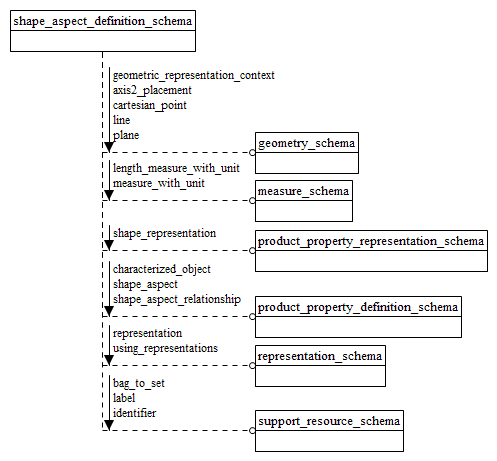 shape_aspect_definition_schema
geometric_representation_context
axis2_placement
cartesian_point
line
plane
geometry_schema
length_measure_with_unit
measure_with_unit
measure_schema
shape_representation
product_property_representation_schema
characterized_object
shape_aspect
shape_aspect_relationship
product_property_definition_schema
representation
using_representations
representation_schema
bag_to_set
label
identifier
support_resource_schema